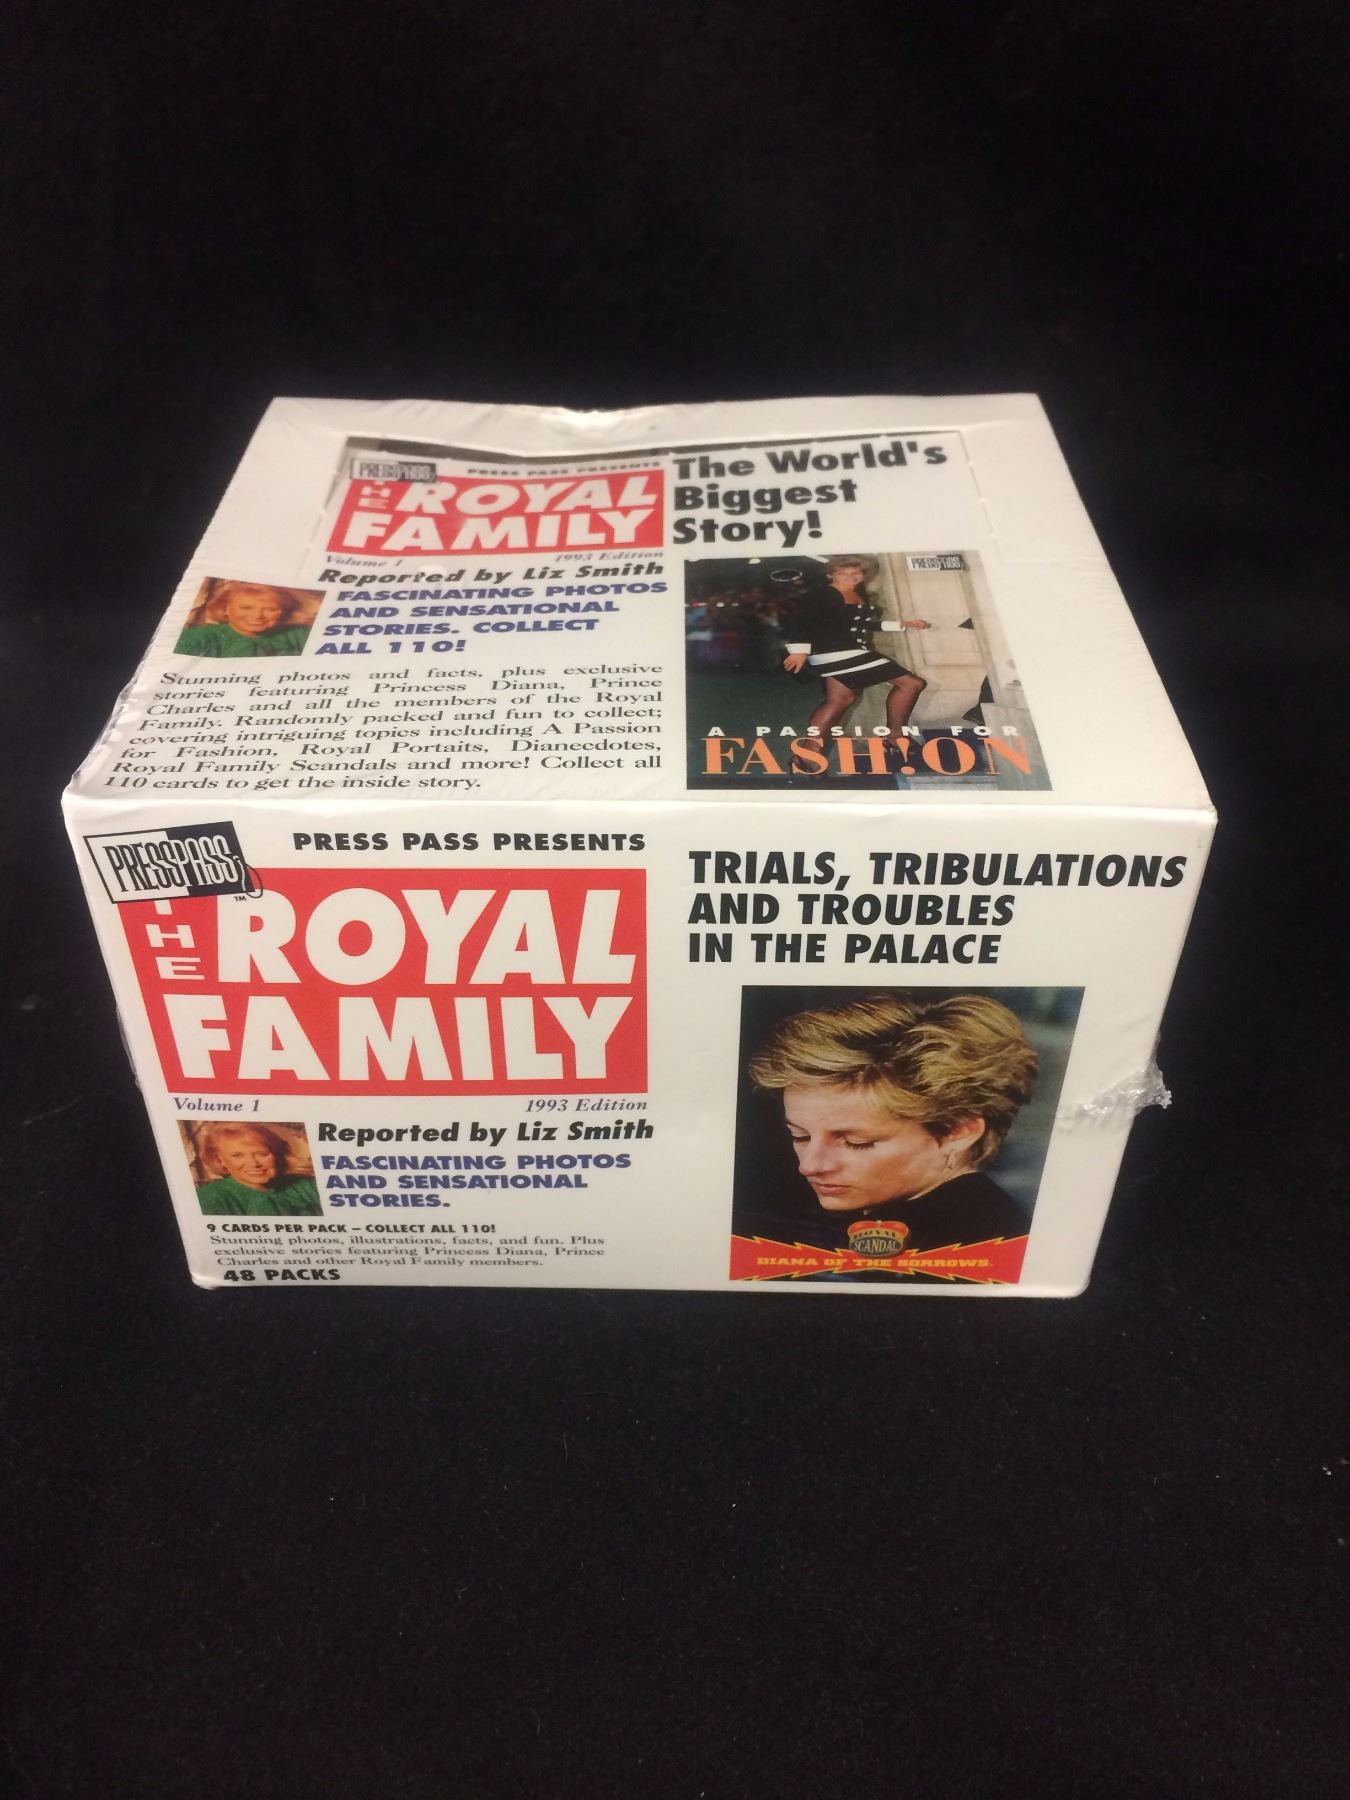 PRESS PASS
PRESS PASS PRESENTS
THE
ROYAL
FAMILY
Volume 1
1993 Edition
Reported by Liz Smith
FASCINATING PHOTOS
AND SENSATIONAL
STORIES. COLLECT
ALL 110!
Stunning photos and facts, plus exclusive
stories featuring Princess Diana, Prince
Charles and all the members of the Royal
Family. Randomly packed and fun to collect;
covering intriguing topics including A Passion
for Fashion, Royal Portaits, Dianecdotes,
Royal Family Scandals and more! Collect all
110 cards to get the inside story.
The World's
Biggest
Story!
PRESS PASS
A PASSION FOR
FASH!ON
PRESS PASS
TM
PRESS PASS PRESENTS
THE
ROYAL
FAMILY
Volume 1
1993 Edition
Reported by Liz Smith
FASCINATING PHOTOS
AND SENSATIONAL
STORIES.
9 CARDS PER PACK – COLLECT ALL 110!
Stunning photos, illustrations, facts, and fun. Plus
exclusive stories featuring Princess Diana, Prince
Charles and other Royal Family members.
48 PACKS
TRIALS, TRIBULATIONS
AND TROUBLES
IN THE PALACE
ROYAL
SCANDAL
DIANA OF THE SORROWS.